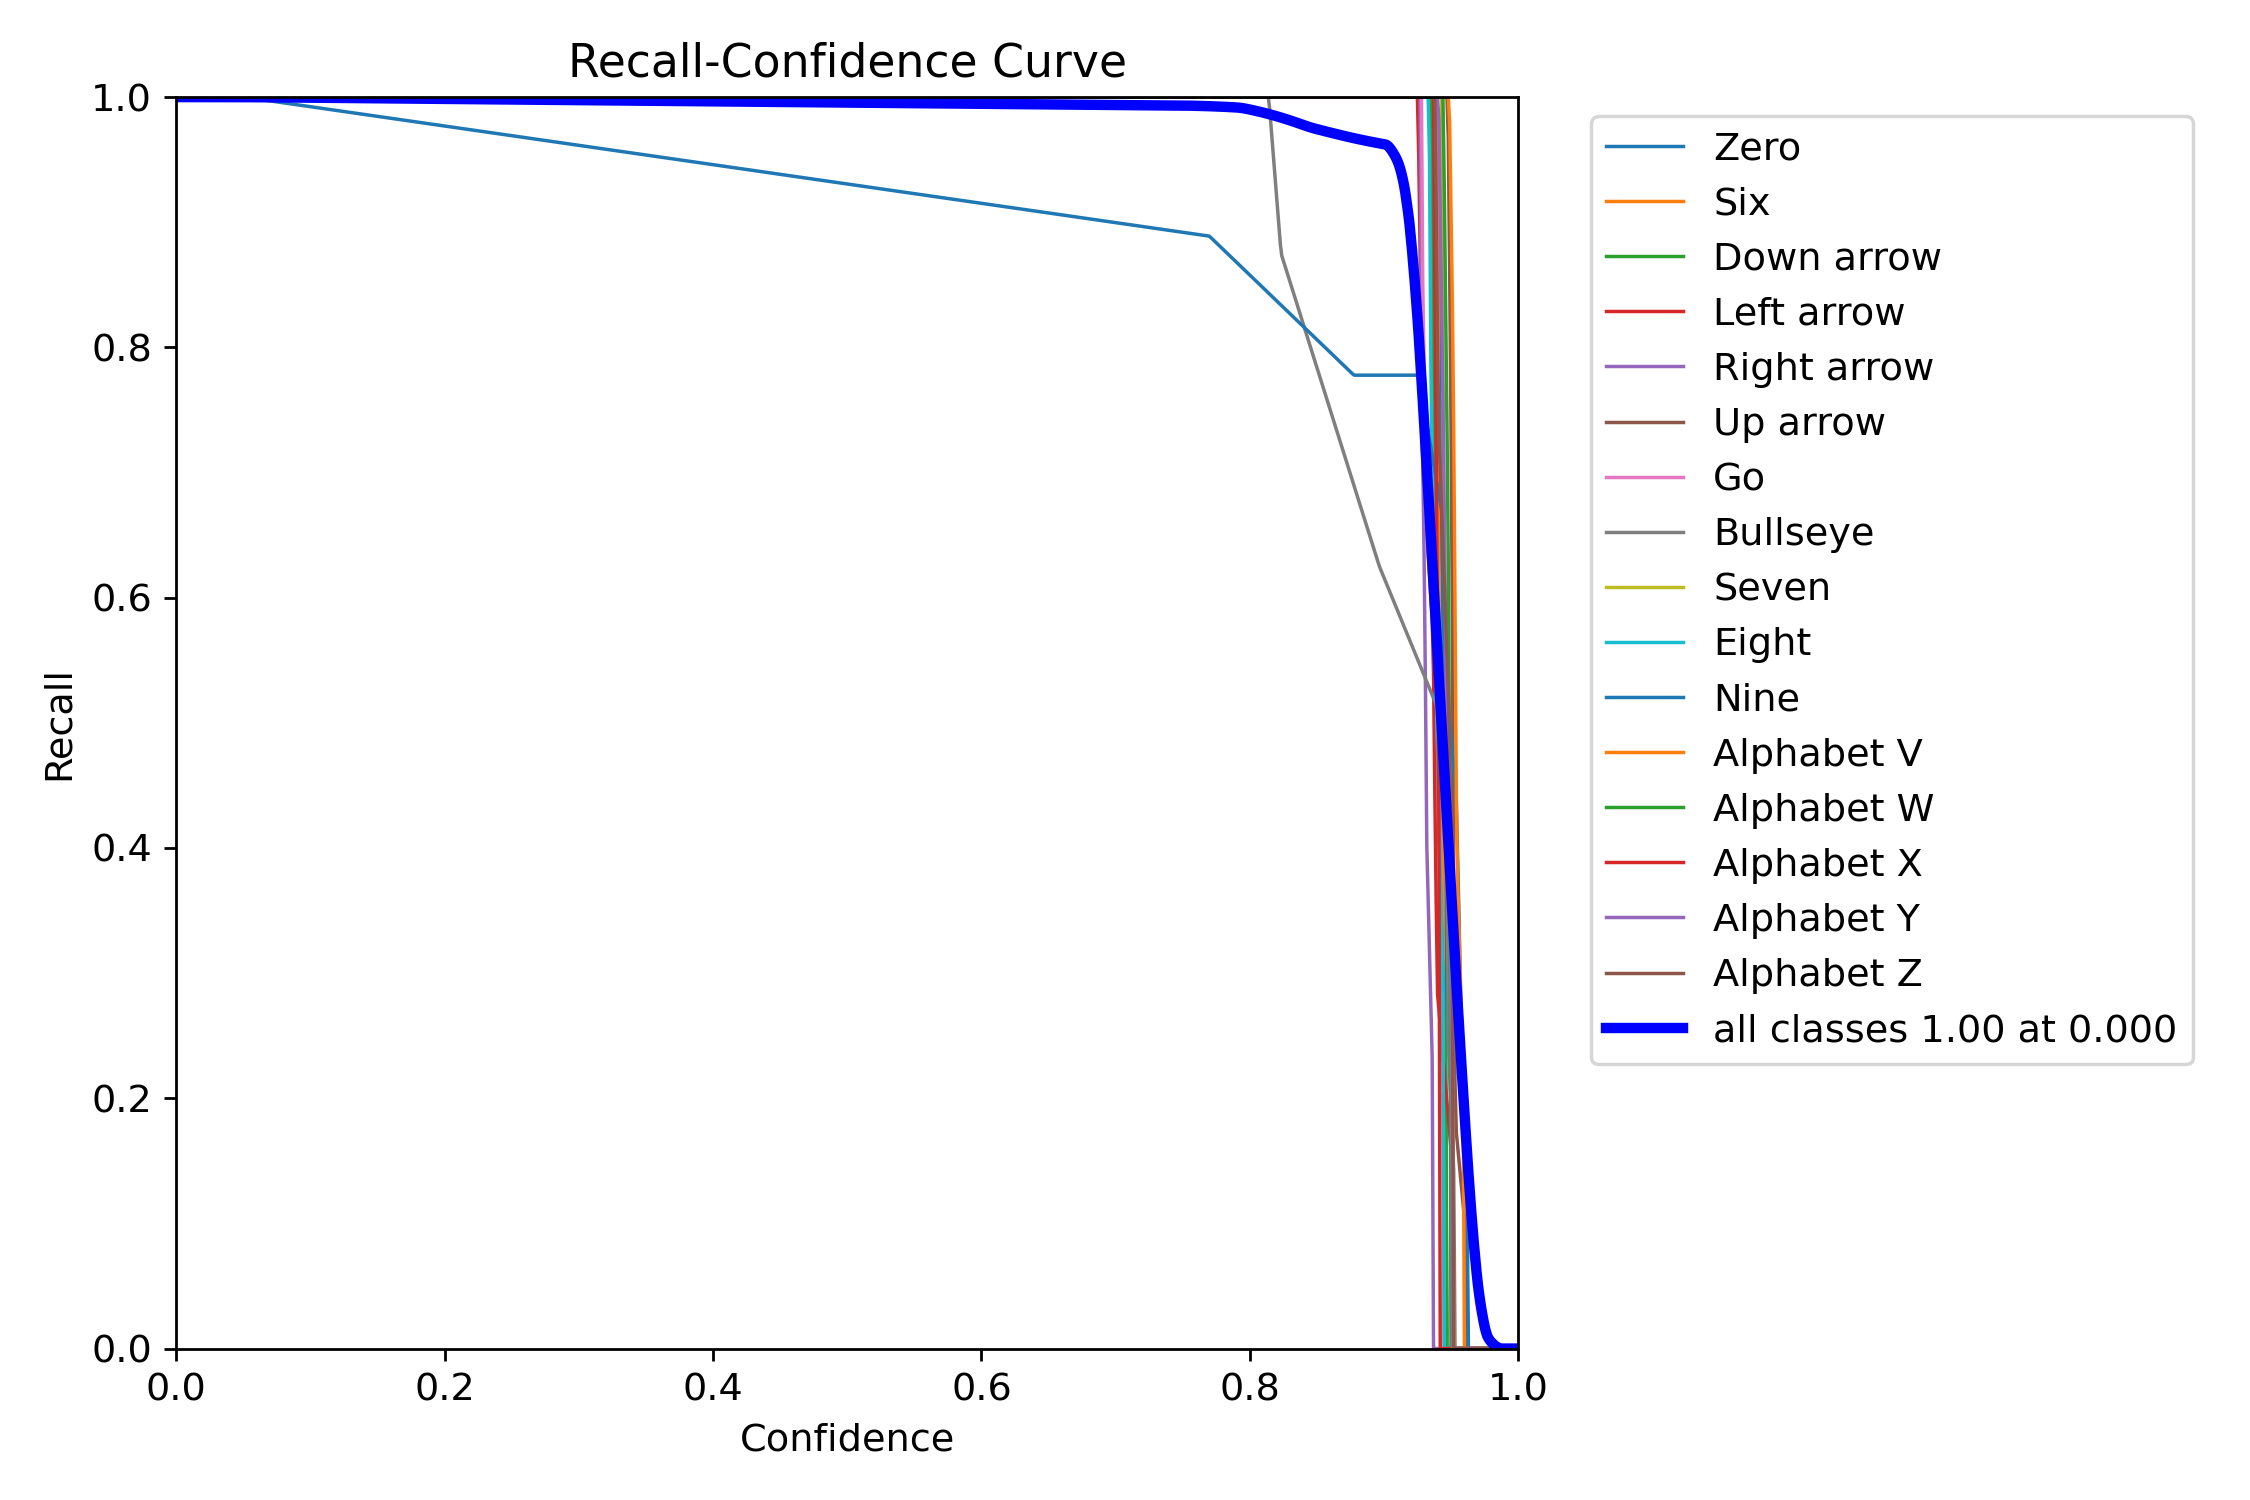 Recall-Confidence Curve
1.0
0.8
0.6
0.4
0.2
0.0
Recall
0.0 0.2 0.4 0.6 0.8 1.0
Confidence
Zero
Six
Down arrow
Left arrow
Right arrow
Up arrow
Go
Bullseye
Seven
Eight
Nine
Alphabet V
Alphabet W
Alphabet X
Alphabet Y
Alphabet Z
all classes 1.00 at 0.000